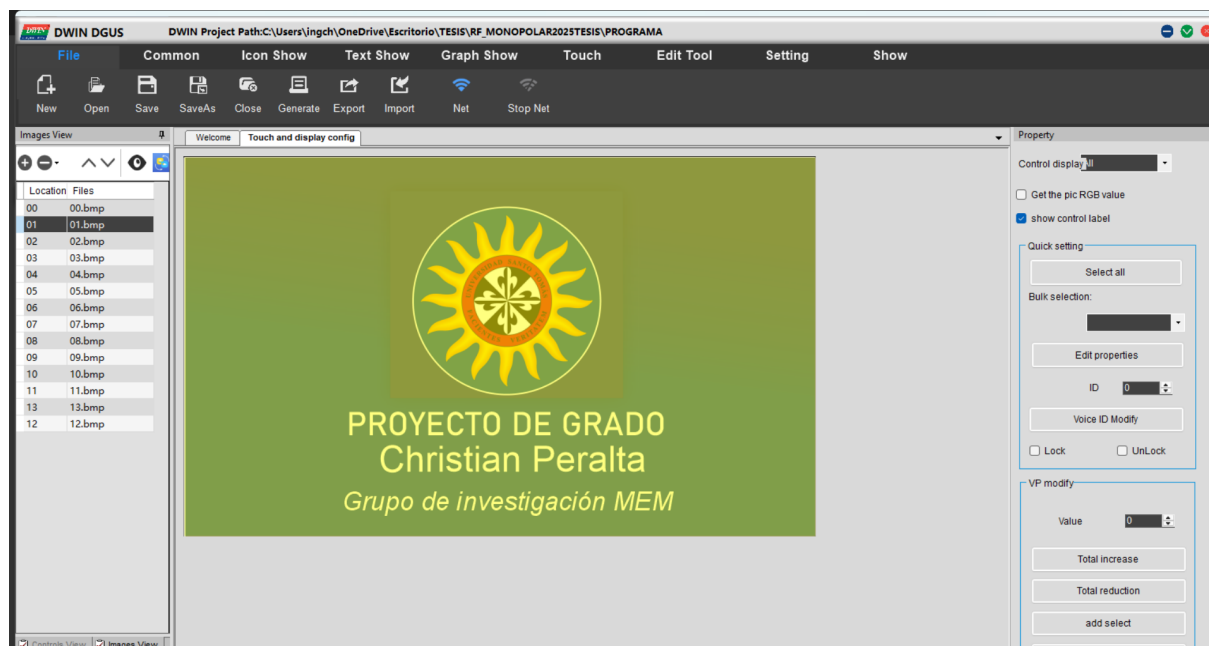 DWIN DGUS DWIN Project Path:C:\Users\ingch\OneDrive\Escritorio\TESIS\RF_MONOPOLAR2025TESIS\PROGRAMA
File Common Icon Show Text Show Graph Show Touch Edit Tool Setting Show
New Open Save SaveAs Close Generate Export Import Net Stop Net
Images View
Welcome Touch and display config
Property
Location Files
00 00.bmp
01 01.bmp
02 02.bmp
03 03.bmp
04 04.bmp
05 05.bmp
06 06.bmp
07 07.bmp
08 08.bmp
09 09.bmp
10 10.bmp
11 11.bmp
13 13.bmp
12 12.bmp
Controls View Images View
PROYECTO DE GRADO
Christian Peralta
Grupo de investigación MEM
Control display
Get the pic RGB value
show control label
Quick setting
Select all
Bulk selection:
Edit properties
ID 0
Voice ID Modify
Lock UnLock
VP modify
Value 0
Total increase
Total reduction
add select